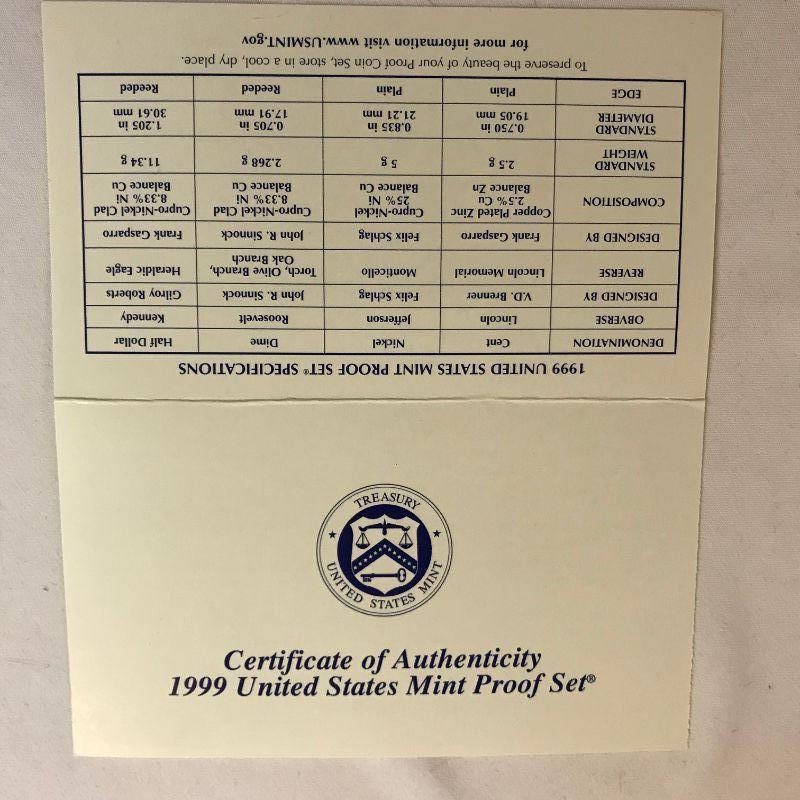 1999 UNITED STATES MINT PROOF SET® SPECIFICATIONS
DENOMINATION Cent Nickel Dime Half Dollar
OBVERSE Lincoln Jefferson Roosevelt Kennedy
DESIGNED BY V.D. Brenner Felix Schlag John R. Sinnock Gilroy Roberts
REVERSE Lincoln Memorial Monticello Torch, Olive Branch, Heraldic Eagle
Oak Branch
DESIGNED BY Frank Gasparro Felix Schlag John R. Sinnock Frank Gasparro
COMPOSITION Copper Plated Zinc Cupro-Nickel Cupro-Nickel Clad Cupro-Nickel Clad
2.5% Cu 25% Ni 8.33% Ni 8.33% Ni
Balance Zn Balance Cu Balance Cu Balance Cu
STANDARD
WEIGHT 2.5 g 5 g 2.268 g 11.34 g
STANDARD 0.750 in 0.835 in 0.705 in 1.205 in
DIAMETER 19.05 mm 21.21 mm 17.91 mm 30.61 mm
EDGE Plain Plain Reeded Reeded
To preserve the beauty of your Proof Coin Set, store in a cool, dry place.
for more information visit www.USMINT.gov
TREASURY
UNITED STATES MINT
Certificate of Authenticity
1999 United States Mint Proof Set®